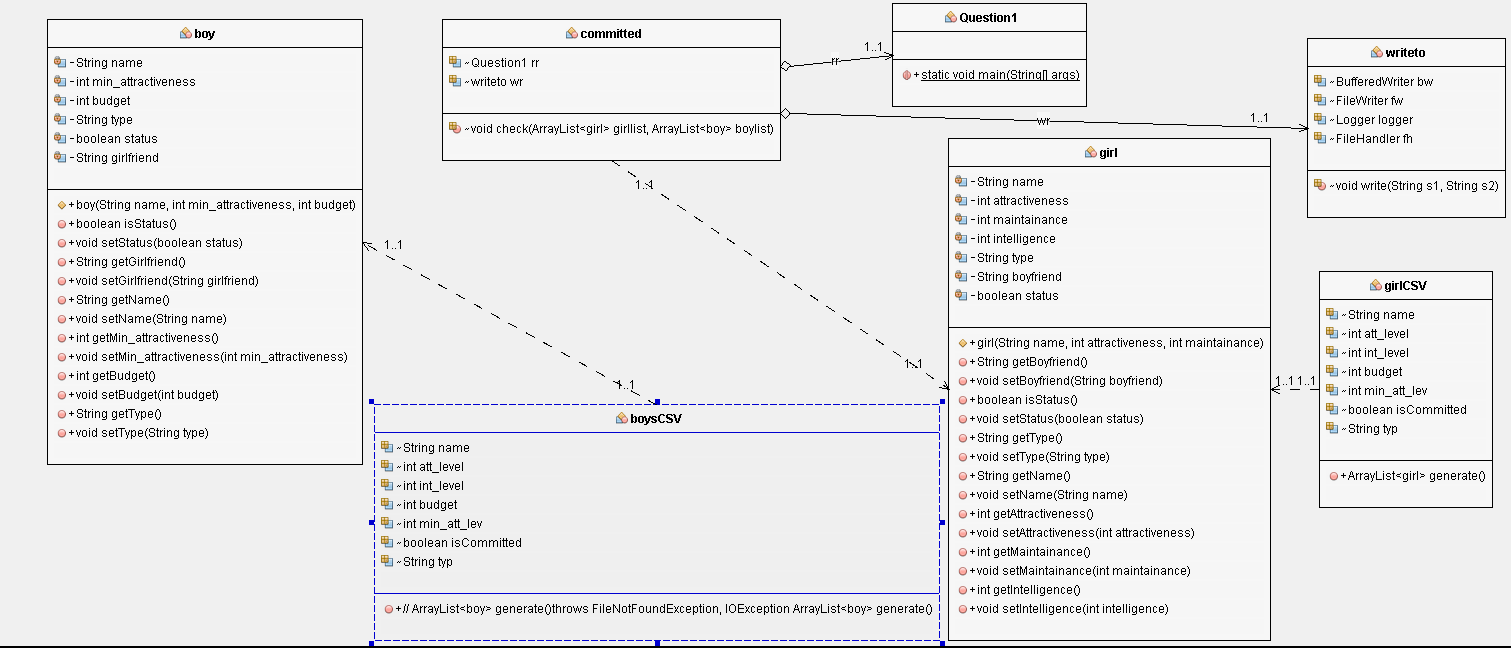 boy
-String name
-int min_attractiveness
-int budget
-String type
-boolean status
-String girlfriend
+boy(String name, int min_attractiveness, int budget)
+boolean isStatus()
+void setStatus(boolean status)
+String getGirlfriend()
+void setGirlfriend(String girlfriend)
+String getName()
+void setName(String name)
+int getMin_attractiveness()
+void setMin_attractiveness(int min_attractiveness)
+int getBudget()
+void setBudget(int budget)
+String getType()
+void setType(String type)
committed
~Question1 rr
~writeto wr
~void check(ArrayList<girl> girllist, ArrayList<boy> boylist)
Question1
+static void main(String[] args)
rr
1..1
wr
1..1
writeto
~BufferedWriter bw
~FileWriter fw
~Logger logger
~FileHandler fh
~void write(String s1, String s2)
1..1
1..1
girl
-String name
-int attractiveness
-int maintainance
-int intelligence
-String type
-String boyfriend
-boolean status
+girl(String name, int attractiveness, int maintainance)
+String getBoyfriend()
+void setBoyfriend(String boyfriend)
+boolean isStatus()
+void setStatus(boolean status)
+String getType()
+void setType(String type)
+String getName()
+void setName(String name)
+int getAttractiveness()
+void setAttractiveness(int attractiveness)
+int getMaintainance()
+void setMaintainance(int maintainance)
+int getIntelligence()
+void setIntelligence(int intelligence)
1..1 1..1
girlCSV
~String name
~int att_level
~int int_level
~int budget
~int min_att_lev
~boolean isCommitted
~String typ
+ArrayList<girl> generate()
1..1
1..1
boysCSV
~String name
~int att_level
~int int_level
~int budget
~int min_att_lev
~boolean isCommitted
~String typ
+// ArrayList<boy> generate()throws FileNotFoundException, IOException ArrayList<boy> generate()